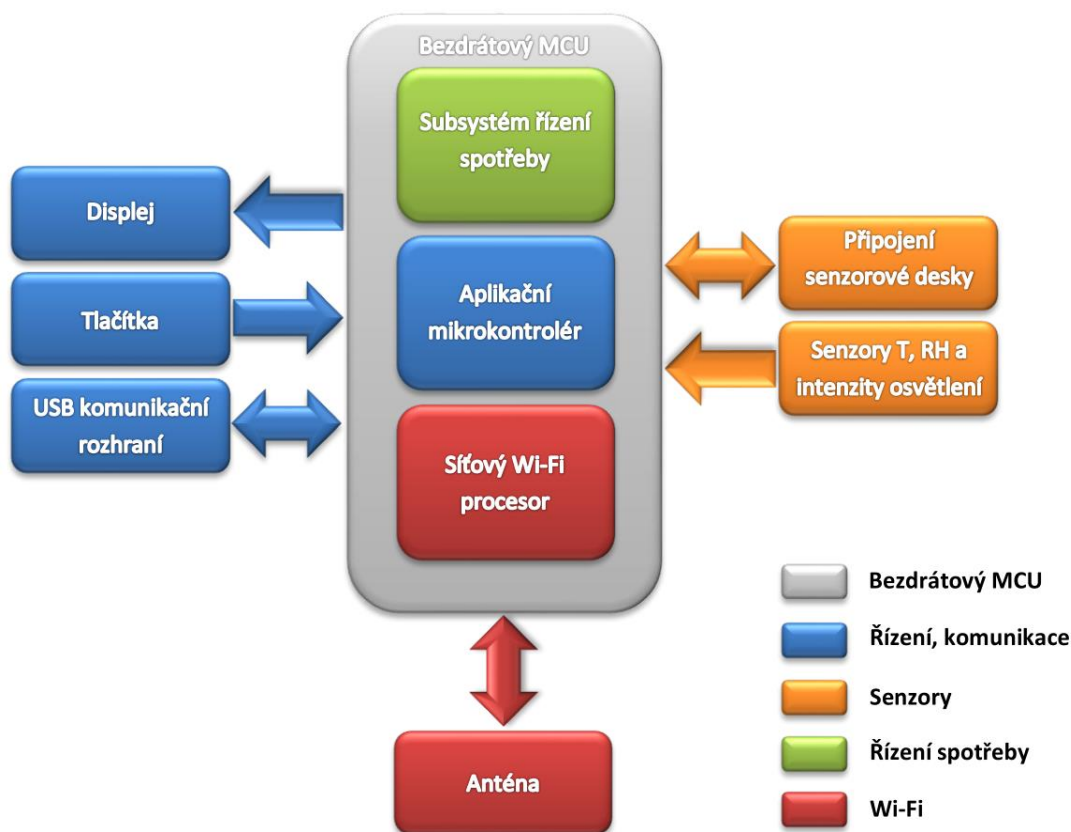 Bezdrátový MCU
Subsystém řízení
spotřeby
Displej
Aplikační
mikrokontrolér
Připojení
senzorové desky
Tlačítka
Senzory T, RH a
intenzity osvětlení
USB komunikační
rozhraní
Síťový Wi-Fi
procesor
Anténa
Bezdrátový MCU
Řízení, komunikace
Senzory
Řízení spotřeby
Wi-Fi